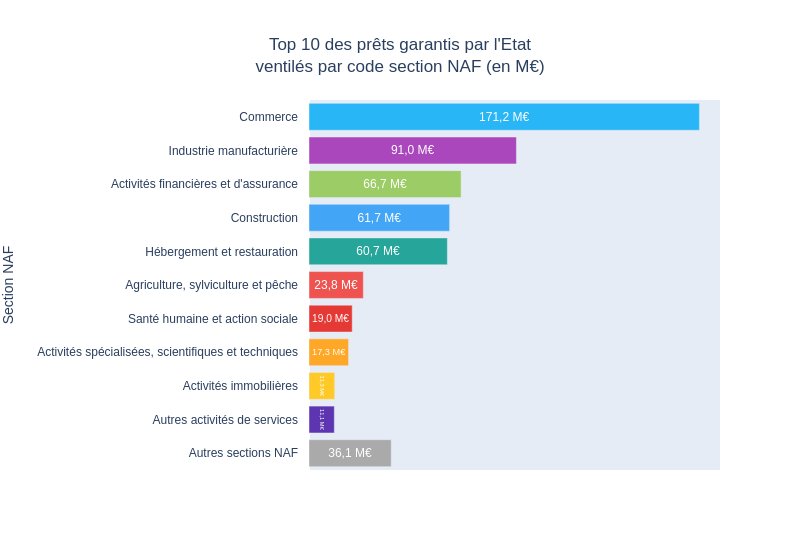 Top 10 des prêts garantis par l'Etat
ventilés par code section NAF (en M€)
Section NAF
Commerce 171,2 M€
Industrie manufacturière 91,0 M€
Activités financières et d'assurance 66,7 M€
Construction 61,7 M€
Hébergement et restauration 60,7 M€
Agriculture, sylviculture et pêche 23,8 M€
Santé humaine et action sociale 19,0 M€
Activités spécialisées, scientifiques et techniques 17,3 M€
Activités immobilières
Autres activités de services 11,1 M€
Autres sections NAF 36,1 M€